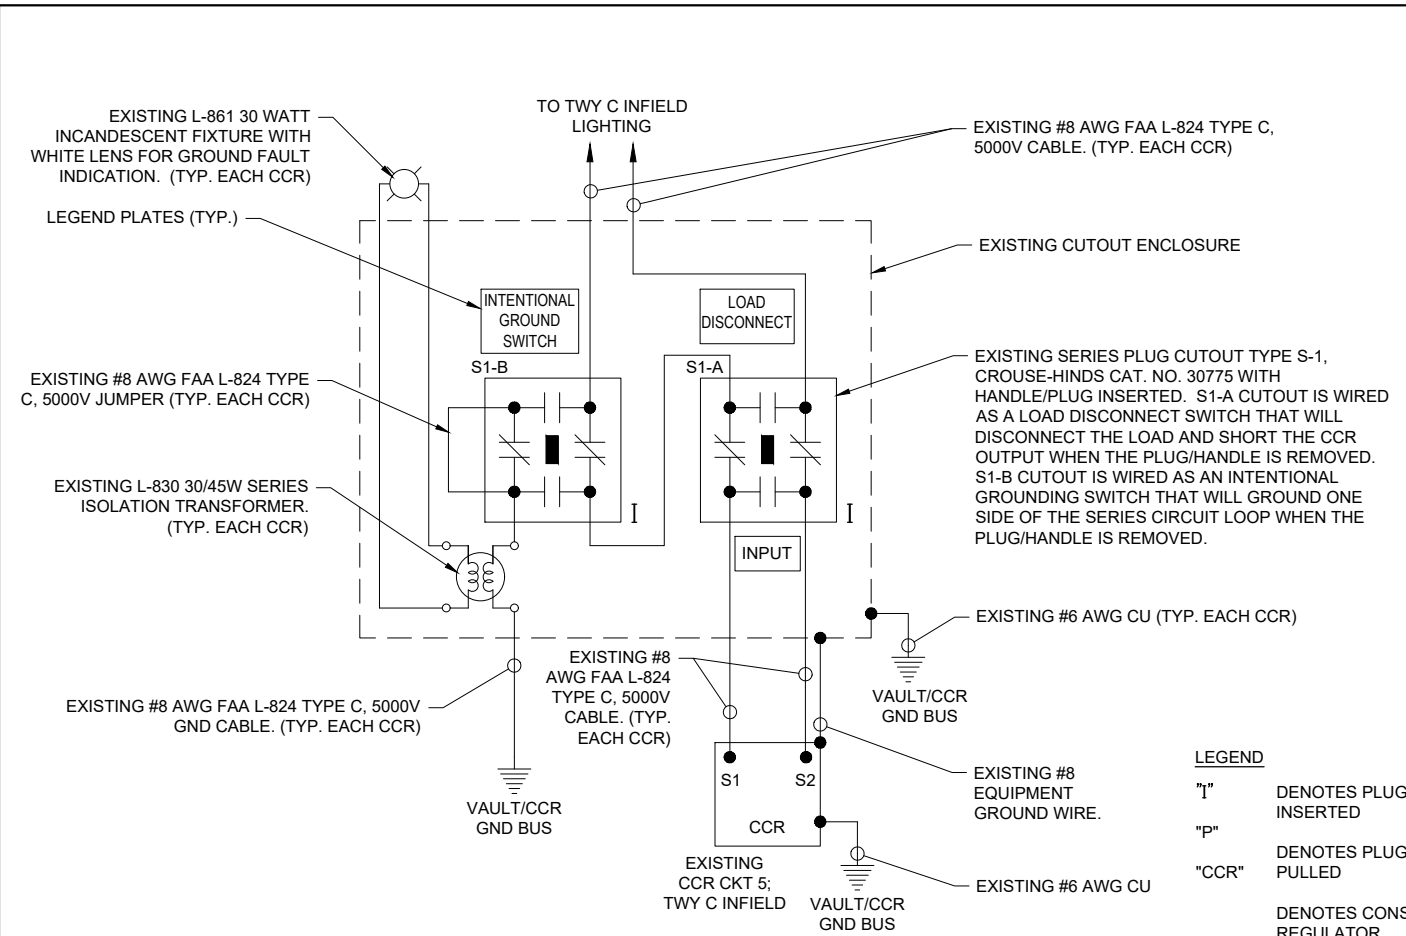 EXISTING L-861 30 WATT
INCANDESCENT FIXTURE WITH
WHITE LENS FOR GROUND FAULT
INDICATION. (TYP. EACH CCR)
LEGEND PLATES (TYP.)
TO TWY C INFIELD
LIGHTING
EXISTING #8 AWG FAA L-824 TYPE C,
5000V CABLE. (TYP. EACH CCR)
EXISTING CUTOUT ENCLOSURE
INTENTIONAL
GROUND
SWITCH
LOAD
DISCONNECT
S1-B
S1-A
EXISTING #8 AWG FAA L-824 TYPE
C, 5000V JUMPER (TYP. EACH CCR)
EXISTING SERIES PLUG CUTOUT TYPE S-1,
CROUSE-HINDS CAT. NO. 30775 WITH
HANDLE/PLUG INSERTED. S1-A CUTOUT IS WIRED
AS A LOAD DISCONNECT SWITCH THAT WILL
DISCONNECT THE LOAD AND SHORT THE CCR
OUTPUT WHEN THE PLUG/HANDLE IS REMOVED.
S1-B CUTOUT IS WIRED AS AN INTENTIONAL
GROUNDING SWITCH THAT WILL GROUND ONE
SIDE OF THE SERIES CIRCUIT LOOP WHEN THE
PLUG/HANDLE IS REMOVED.
EXISTING L-830 30/45W SERIES
ISOLATION TRANSFORMER.
(TYP. EACH CCR)
I
I
INPUT
EXISTING #6 AWG CU (TYP. EACH CCR)
VAULT/CCR
GND BUS
EXISTING #8
AWG FAA L-824
TYPE C, 5000V
CABLE. (TYP.
EACH CCR)
EXISTING #8 AWG FAA L-824 TYPE C, 5000V
GND CABLE. (TYP. EACH CCR)
VAULT/CCR
GND BUS
S1
S2
CCR
EXISTING
CCR CKT 5;
TWY C INFIELD
EXISTING #8
EQUIPMENT
GROUND WIRE.
EXISTING #6 AWG CU
VAULT/CCR
GND BUS
LEGEND
"I" DENOTES PLUG
INSERTED
"P"
DENOTES PLUG
"CCR" PULLED
DENOTES CONS
REGULATOR